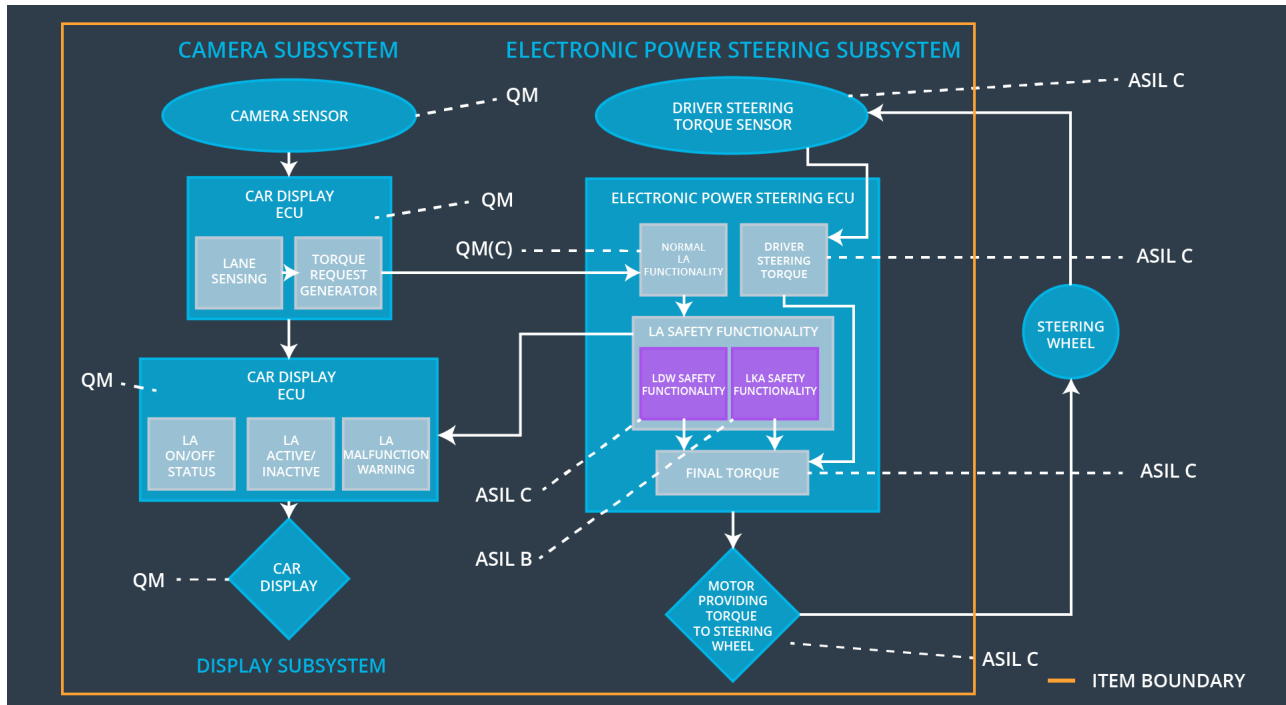 CAMERA SUBSYSTEM
ELECTRONIC POWER STEERING SUBSYSTEM
CAMERA SENSOR
QM
DRIVER STEERING
TORQUE SENSOR
ASIL C
CAR DISPLAY
ECU
QM
LANE
SENSING
TORQUE
REQUEST
GENERATOR
ELECTRONIC POWER STEERING ECU
QM(C)
NORMAL
LA
FUNCTIONALITY
DRIVER
STEERING
TORQUE
ASIL C
STEERING
WHEEL
LA SAFETY FUNCTIONALITY
LDW SAFETY
FUNCTIONALITY
LKA SAFETY
FUNCTIONALITY
QM
CAR DISPLAY
ECU
LA
ON/OFF
STATUS
LA
ACTIVE/
INACTIVE
LA
MALFUNCTION
WARNING
FINAL TORQUE
ASIL C
ASIL C
ASIL B
QM
CAR
DISPLAY
MOTOR
PROVIDING
TORQUE
TO STEERING
WHEEL
ASIL C
DISPLAY SUBSYSTEM
ITEM BOUNDARY